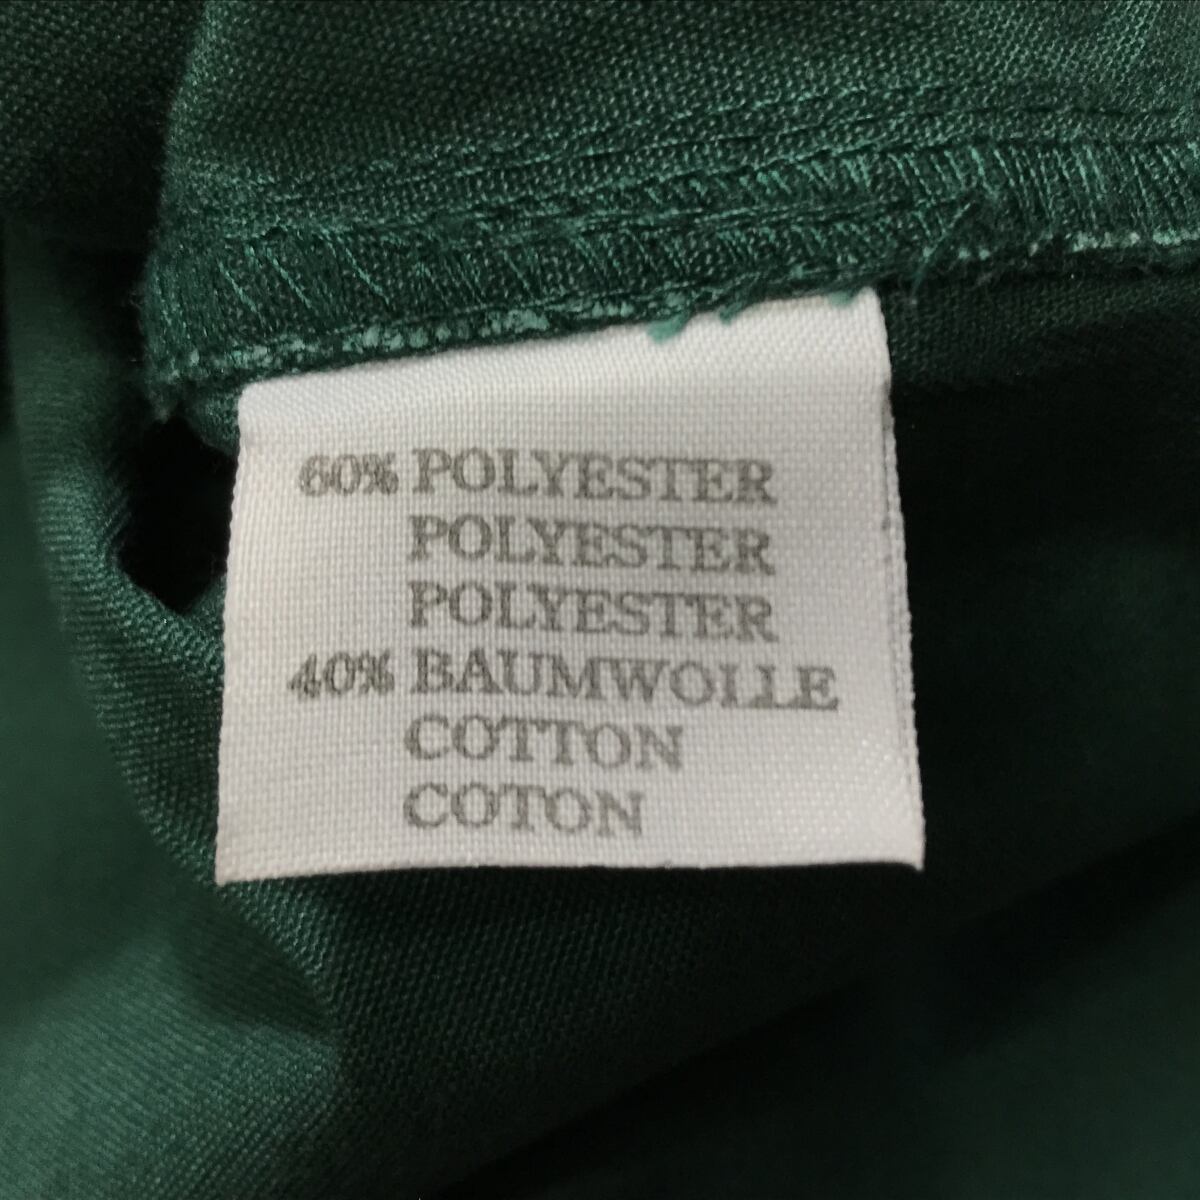 60% POLYESTER
POLYESTER
POLYESTER
40% BAUMWOLLE
COTTON
COTON